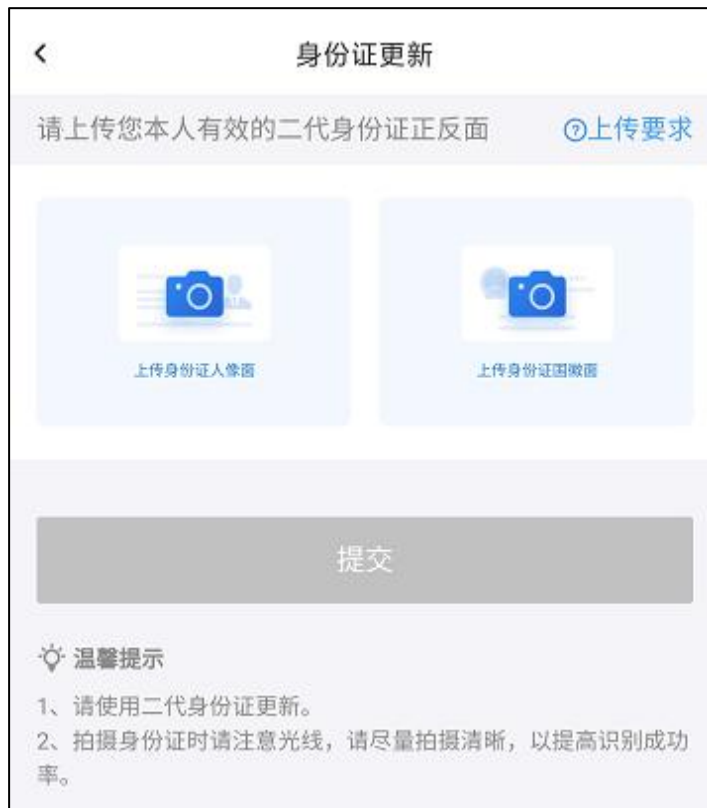 身份证更新
请上传您本人有效的二代身份证正反面 上传要求
上传身份证人像面 上传身份证国徽面
提交
温馨提示
1、请使用二代身份证更新。
2、拍摄身份证时请注意光线，请尽量拍摄清晰，以提高识别成功
率。